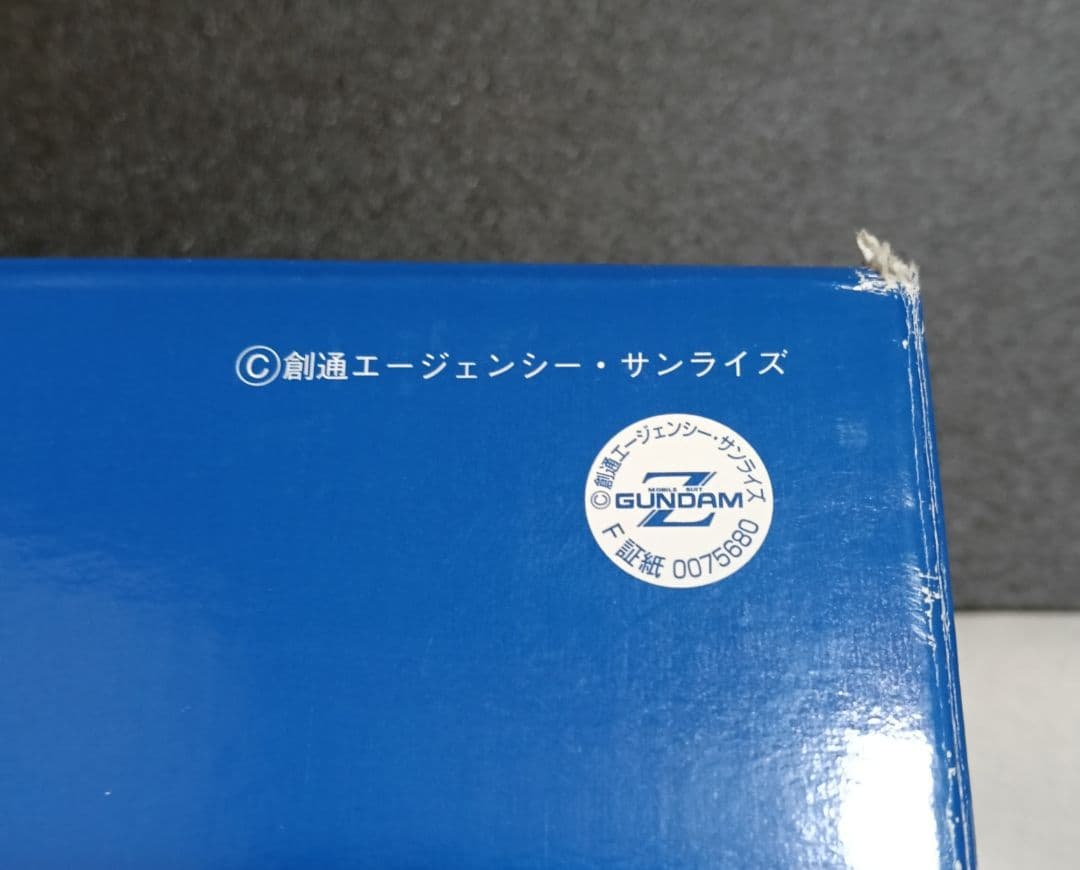 ©創通エージェンシー・サンライズ
©創通エージェンシー・サンライズ
MOBILE SUIT
Z GUNDAM
F 証紙 0075680